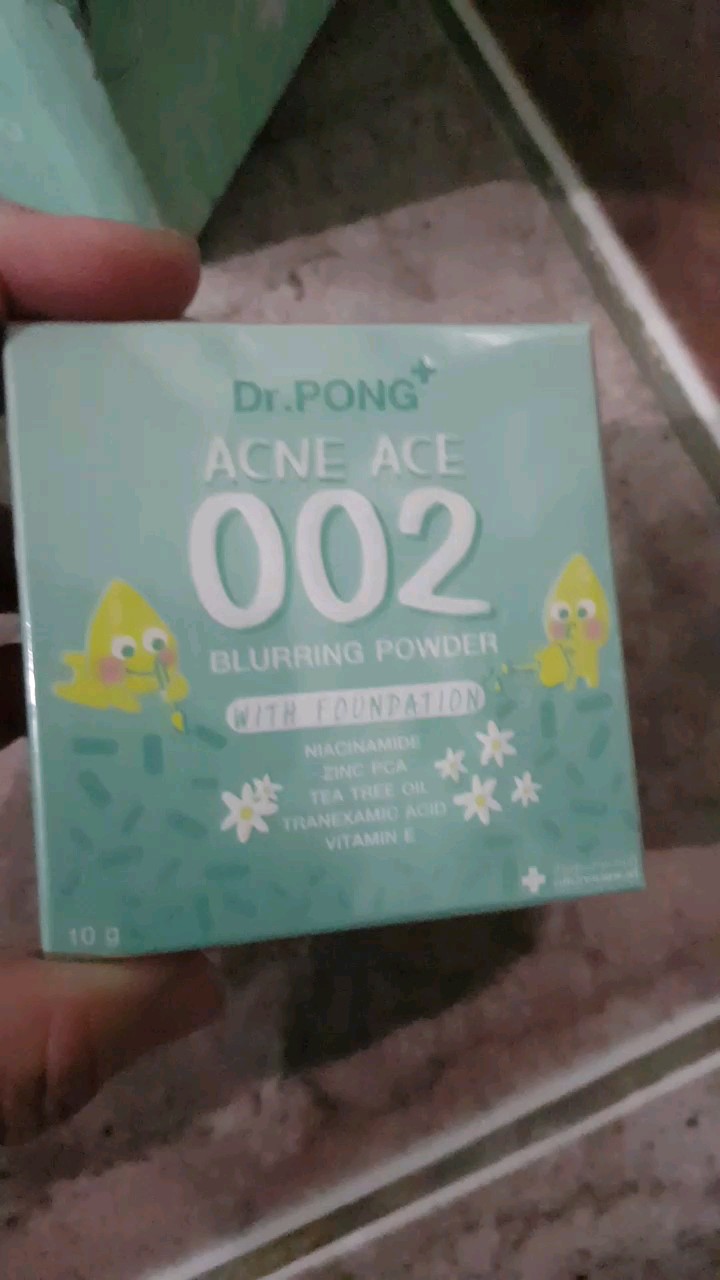 Dr.PONG+
ACNE ACE
002
BLURRING POWDER
WITH FOUNDATION
NIACINAMIDE
ZINC PCA
TEA TREE OIL
TRANEXAMIC ACID
VITAMIN E
10 g